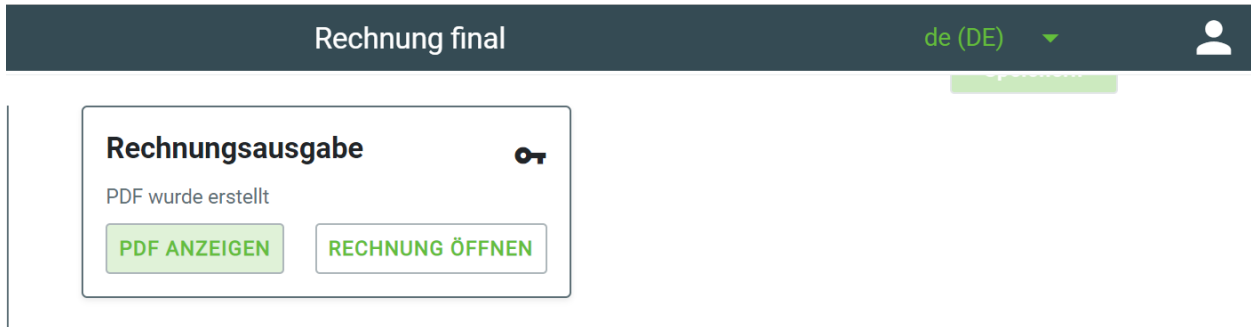 Rechnung final
de (DE)
Rechnungsausgabe
PDF wurde erstellt
PDF ANZEIGEN
RECHNUNG ÖFFNEN